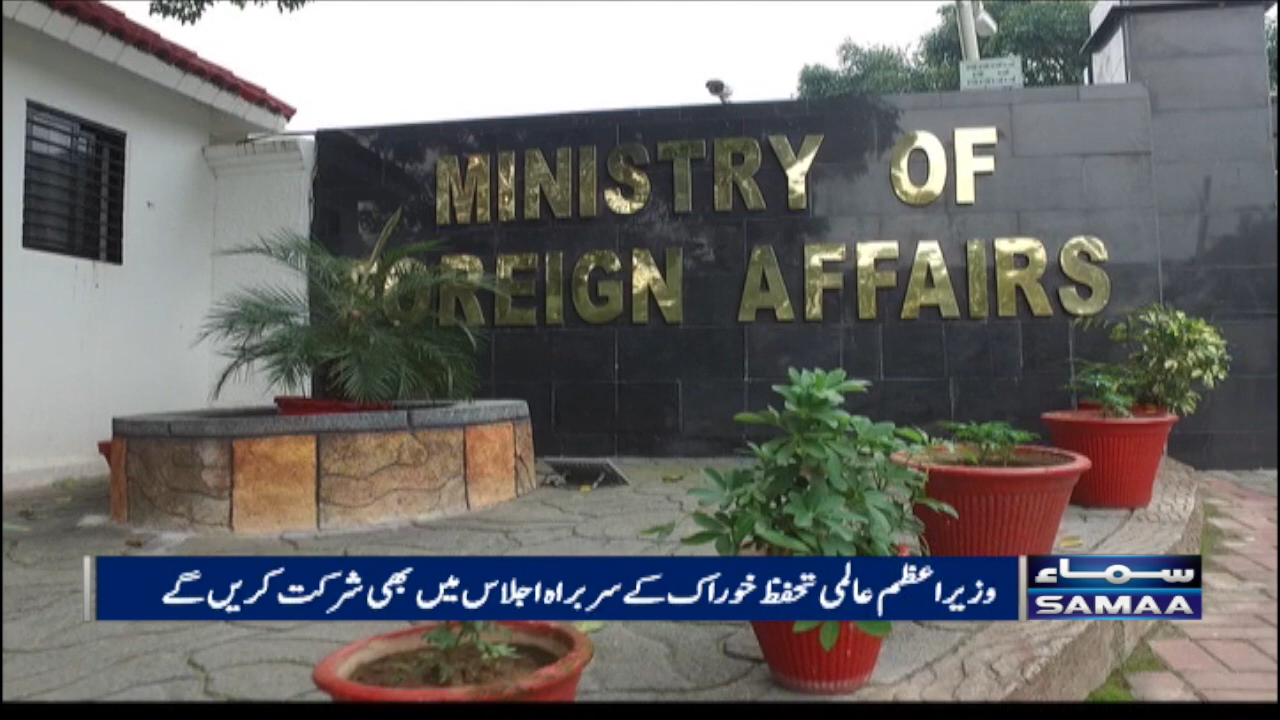 MINISTRY OF
FOREIGN AFFAIRS
وزیراعظم عالمی تحفظ خوراک کے سربراہ اجلاس میں بھی شرکت کریں گے
سماء
SAMAA